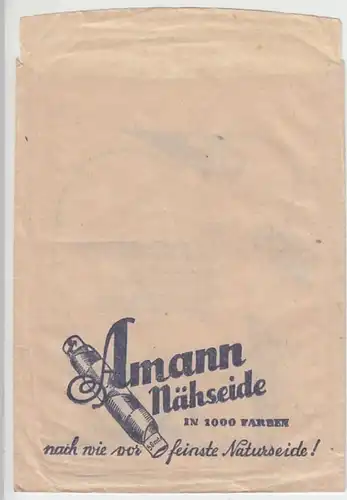 Amann
Nähseide
IN 1000 FARBEN
nach wie vor feinste Naturseide!